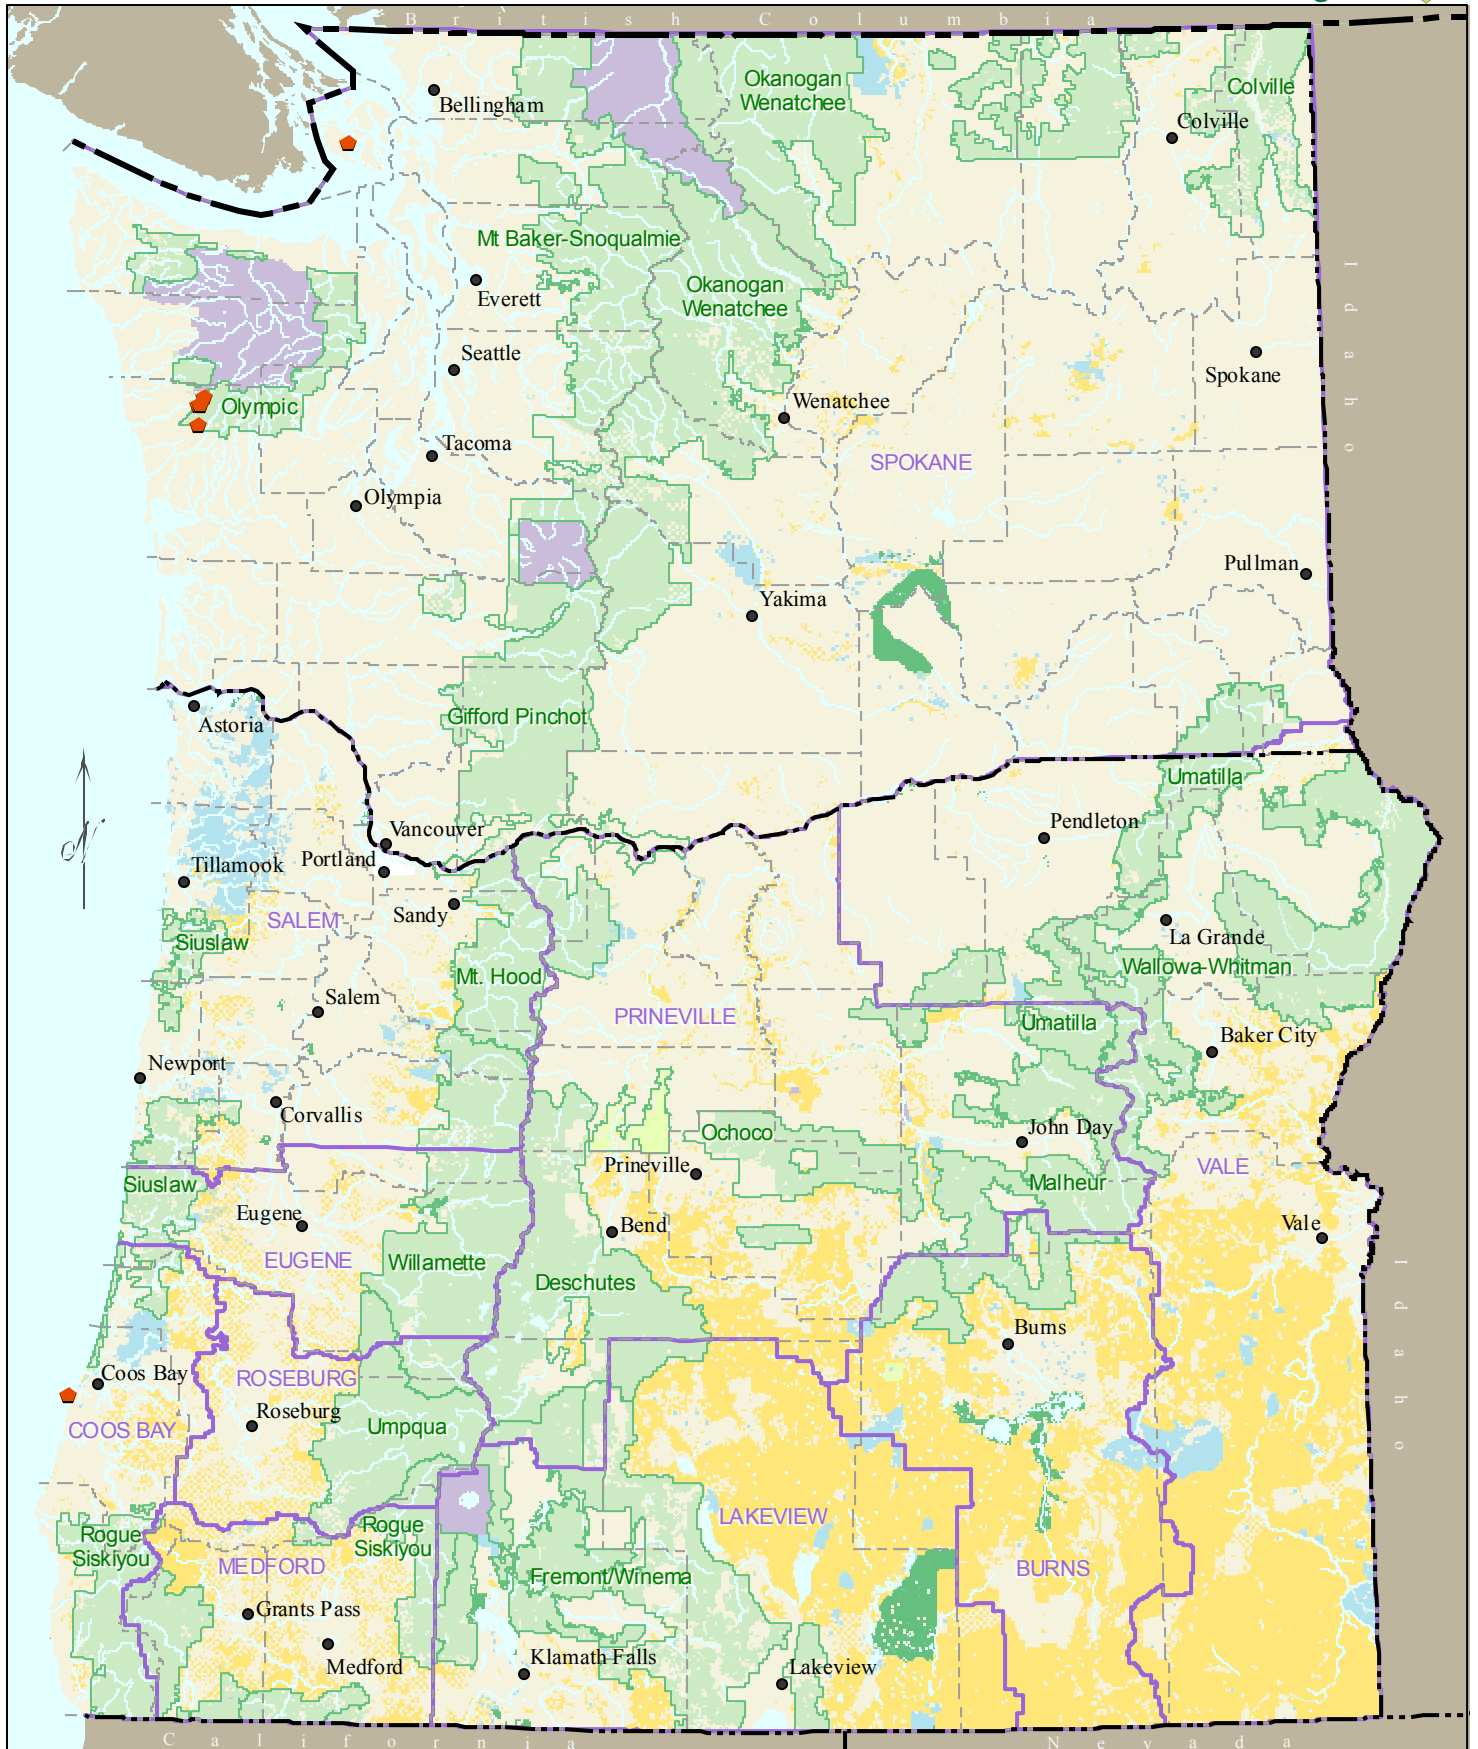 British Columbia
Okanogan
Wenatchee
Colville
Bellingham
Colville
Mt Baker-Snoqualmie
Idaho
Everett
Okanogan
Wenatchee
Seattle
Spokane
Olympic
Wenatchee
Tacoma
SPOKANE
Olympia
Pullman
Yakima
Gifford Pinchot
Astoria
Umatilla
Vancouver
Pendleton
Portland
Tillamook
Sandy
SALEM
Siuslaw
La Grande
Wallowa-Whitman
Mt. Hood
Salem
PRINEVILLE
Umatilla
Baker City
Newport
Corvallis
Ochoco
John Day
Prineville
VALE
Siuslaw
Malheur
Eugene
Bend
Vale
EUGENE
Willamette
Deschutes
Idaho
Burns
Coos Bay
ROSEBURG
Roseburg
Umpqua
COOS BAY
LAKEVIEW
Rogue
Siskiyou
Rogue
Siskiyou
MEDFORD
Fremont/Winema
BURNS
Grants Pass
Medford
Klamath Falls
Lakeview
California
Nevada